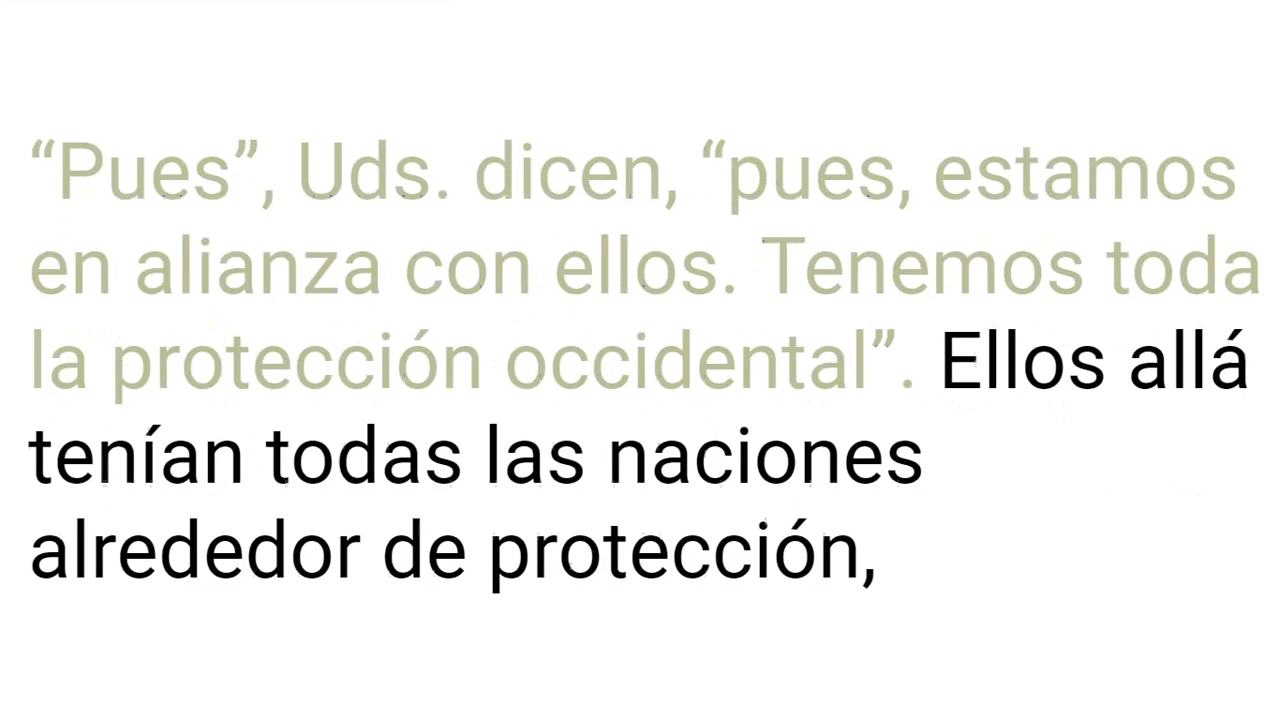 “Pues”, Uds. dicen, “pues, estamos
en alianza con ellos. Tenemos toda
la protección occidental”. Ellos allá
tenían todas las naciones
alrededor de protección,